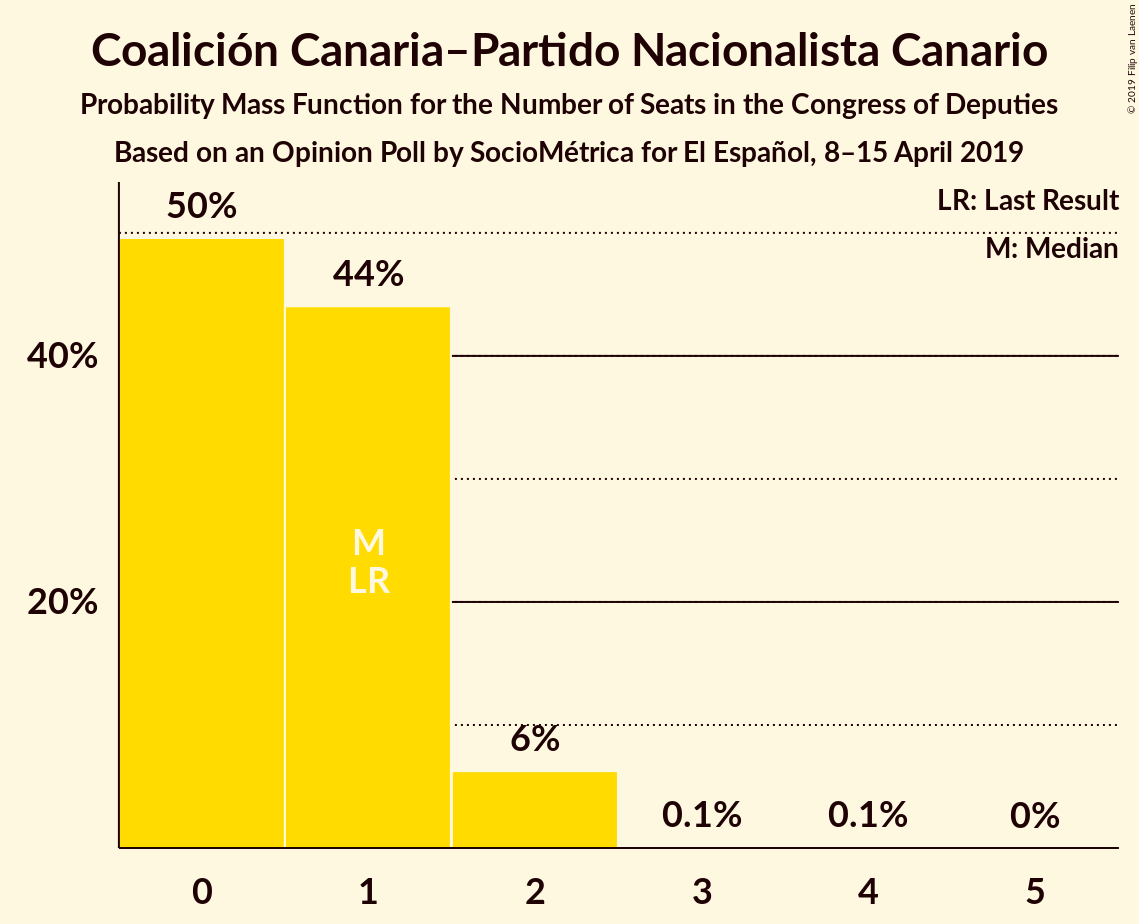 Coalición Canaria–Partido Nacionalista Canario
Probability Mass Function for the Number of Seats in the Congress of Deputies
Based on an Opinion Poll by SocioMétrica for El Español, 8–15 April 2019
© 2019 Filip van Laenen
LR: Last Result
M: Median
50%
44%
40%
M
LR
20%
6%
0.1%
0.1%
0%
0 1 2 3 4 5